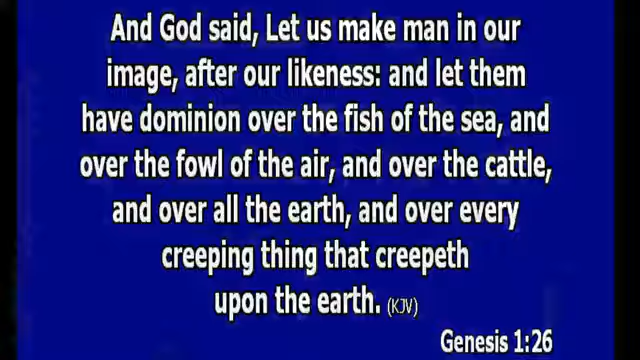 And God said, Let us make man in our
image, after our likeness: and let them
have dominion over the fish of the sea, and
over the fowl of the air, and over the cattle,
and over all the earth, and over every
creeping thing that creepeth
upon the earth. (KJV)
Genesis 1:26